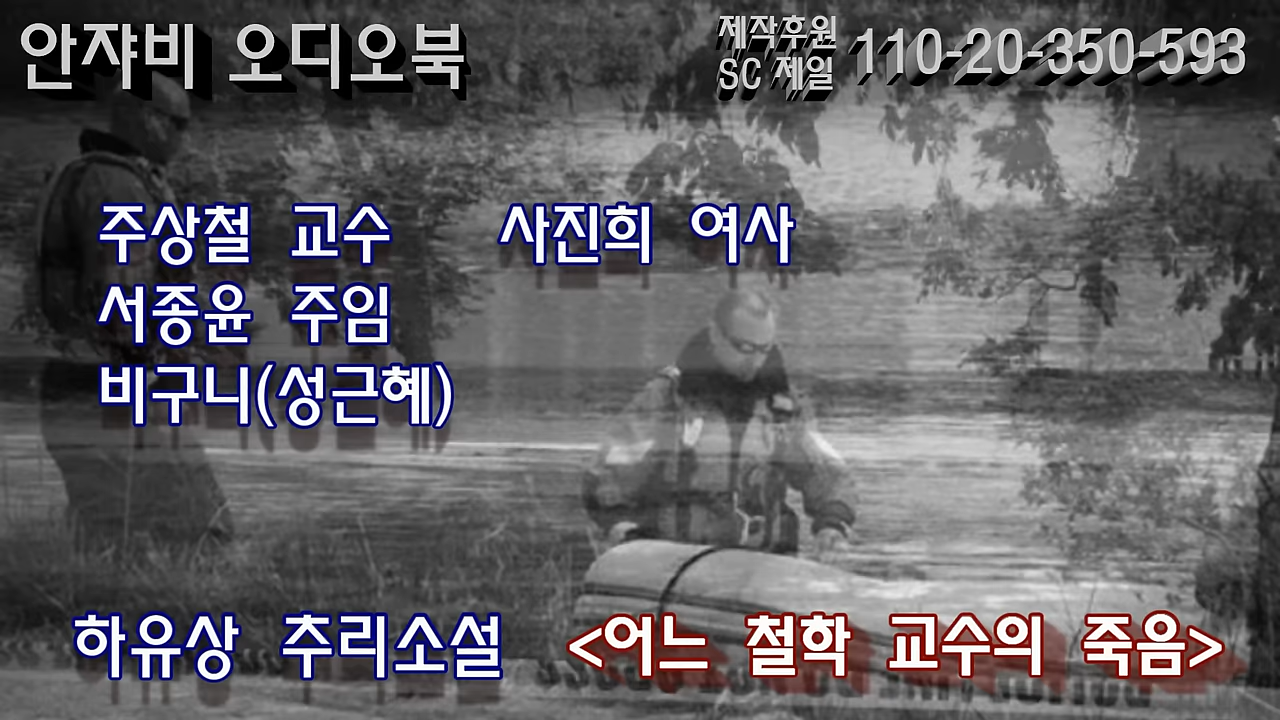 안쟈비 오디오북
제작후원
SC 제일
110-20-350-593
주상철 교수 사진희 여사
서종윤 주임
비구니(성근혜)
하유상 추리소설 <어느 철학 교수의 죽음>